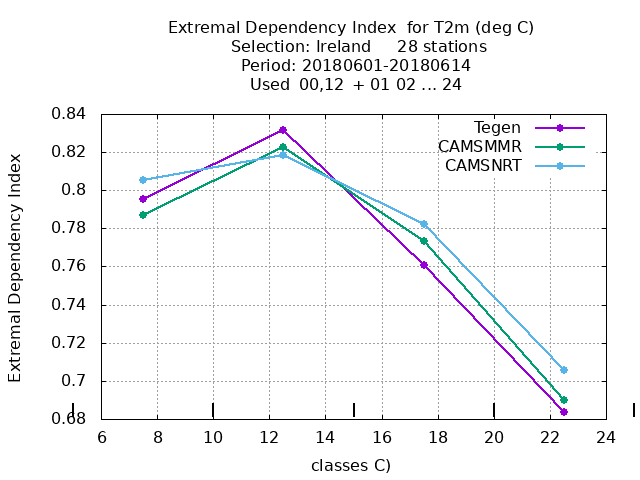 Extremal Dependency Index  for T2m (deg C)
Selection: Ireland     28 stations
Period: 20180601-20180614
Used  00,12  + 01 02 ... 24
Extremal Dependency Index
0.84
0.82
0.8
0.78
0.76
0.74
0.72
0.7
0.68
Tegen
CAMSMMR
CAMSNRT
6 8 10 12 14 16 18 20 22 24
classes C)